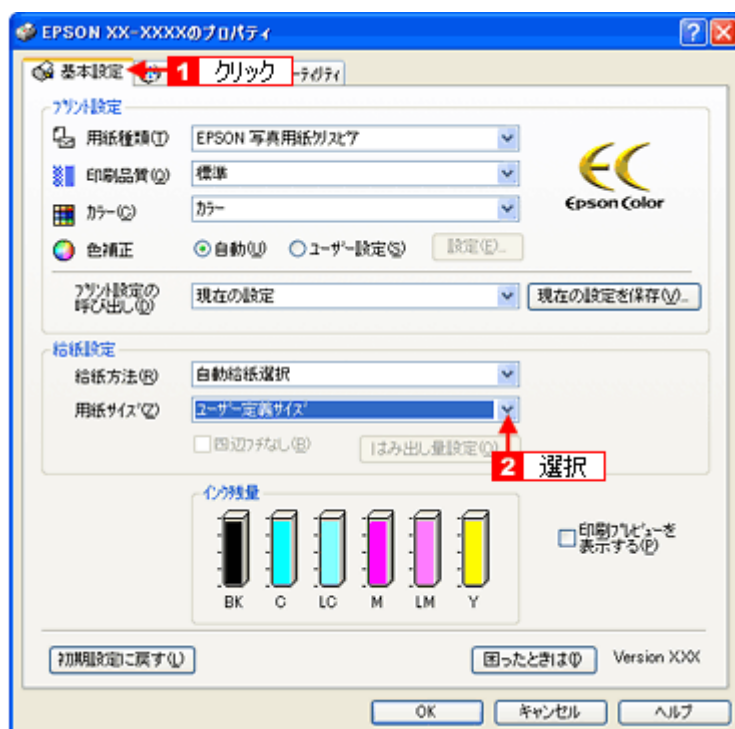 EPSON XX-XXXXのプロパティ
基本設定
1 クリック
ーティリティ
プリント設定
用紙種類(T) EPSON 写真用紙クリスピア
印刷品質(Q) 標準
カラー(C) カラー
Epson Color
色補正 自動(U) ユーザー設定(S) 設定(E)...
プリント設定の
呼び出し(D) 現在の設定 現在の設定を保存(V)...
給紙設定
給紙方法(R) 自動給紙選択
用紙サイズ(Z) ユーザー定義サイズ
四辺フチなし(B) はみ出し量設定(O)
2 選択
インク残量
BK C LC M LM Y
印刷プレビューを
表示する(P)
初期設定に戻す(L) 困ったときは(I) Version X.XX
OK キャンセル ヘルプ